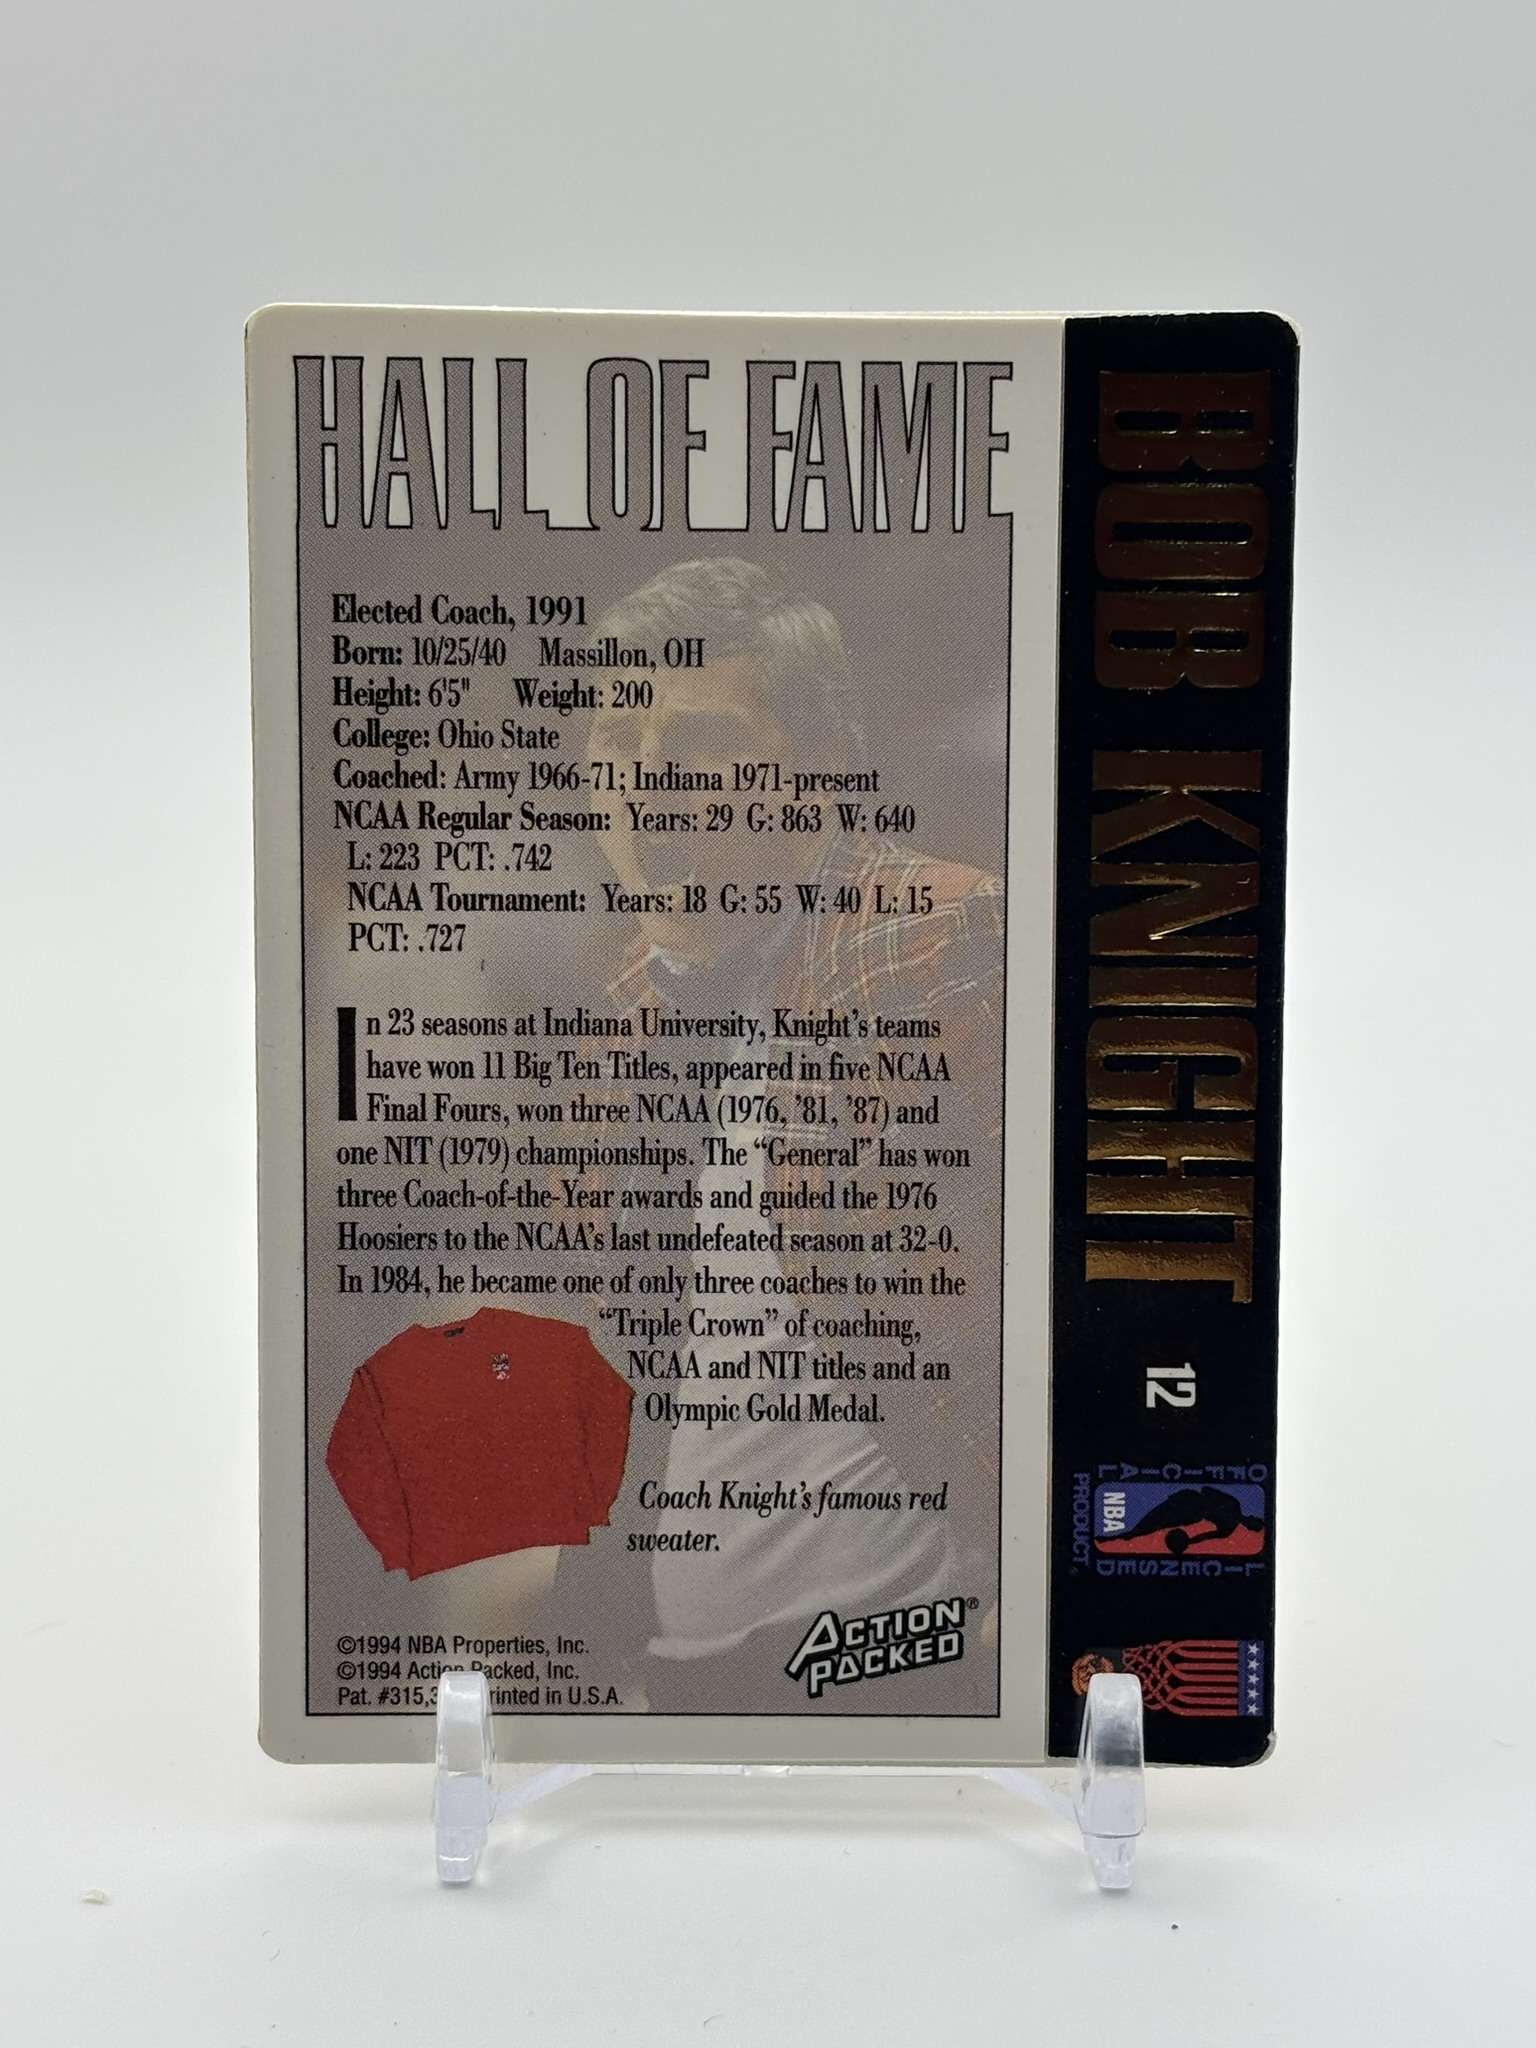 HALL OF FAME
Elected Coach, 1991
Born: 10/25/40 Massillon, OH
Height: 6'5" Weight: 200
College: Ohio State
Coached: Army 1966-71; Indiana 1971-present
NCAA Regular Season: Years: 29 G: 863 W: 640
L: 223 PCT: .742
NCAA Tournament: Years: 18 G: 55 W: 40 L: 15
PCT: .727
In 23 seasons at Indiana University, Knight's teams
have won 11 Big Ten Titles, appeared in five NCAA
Final Fours, won three NCAA (1976, '81, '87) and
one NIT (1979) championships. The “General” has won
three Coach-of-the-Year awards and guided the 1976
Hoosiers to the NCAA's last undefeated season at 32-0.
In 1984, he became one of only three coaches to win the
“Triple Crown” of coaching,
NCAA and NIT titles and an
Olympic Gold Medal.
Coach Knight's famous red
sweater.
©1994 NBA Properties, Inc.
©1994 Action Packed, Inc.
Pat. #315,3 Printed in U.S.A.
ACTION PACKED®
BOB KNIGHT
12
OFFICIAL
NBA
LICENSED
PRODUCT